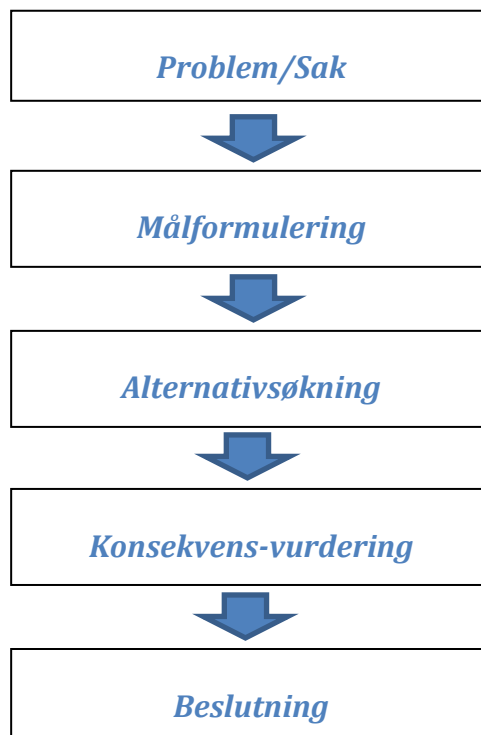 Problem/Sak
Målformulering
Alternativsøkning
Konsekvens-vurdering
Beslutning